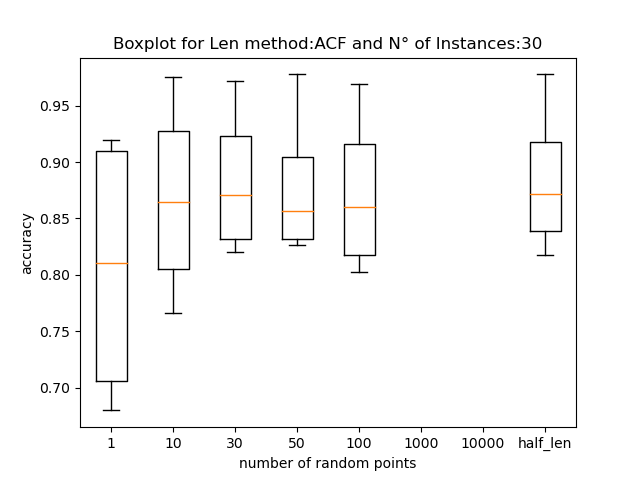 Boxplot for Len method:ACF and N° of Instances:30
accuracy
0.95
0.90
0.85
0.80
0.75
0.70
1 10 30 50 100 1000 10000 half_len
number of random points